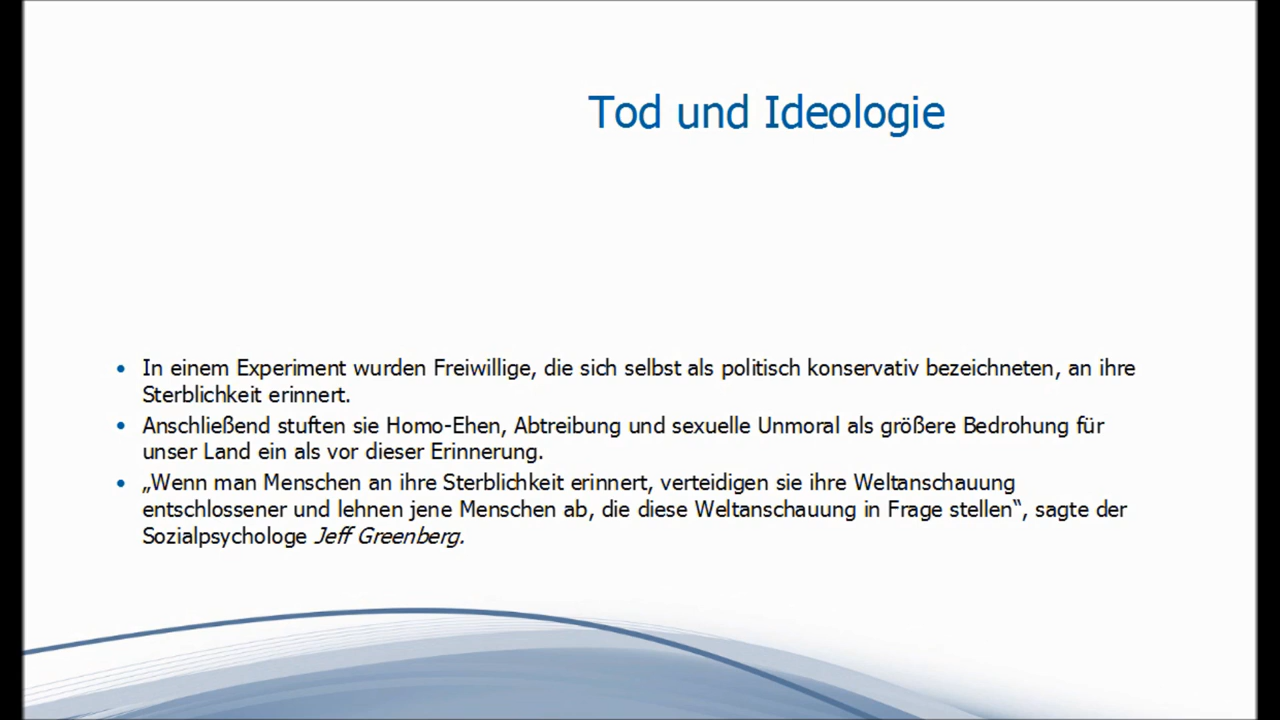 Tod und Ideologie
• In einem Experiment wurden Freiwillige, die sich selbst als politisch konservativ bezeichneten, an ihre
Sterblichkeit erinnert.
• Anschließend stuften sie Homo-Ehen, Abtreibung und sexuelle Unmoral als größere Bedrohung für
unser Land ein als vor dieser Erinnerung.
• „Wenn man Menschen an ihre Sterblichkeit erinnert, verteidigen sie ihre Weltanschauung
entschlossener und lehnen jene Menschen ab, die diese Weltanschauung in Frage stellen“, sagte der
Sozialpsychologe Jeff Greenberg.